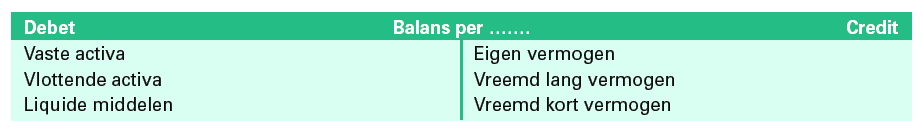 Debet Balans per ....... Credit
Vaste activa Eigen vermogen
Vlottende activa Vreemd lang vermogen
Liquide middelen Vreemd kort vermogen